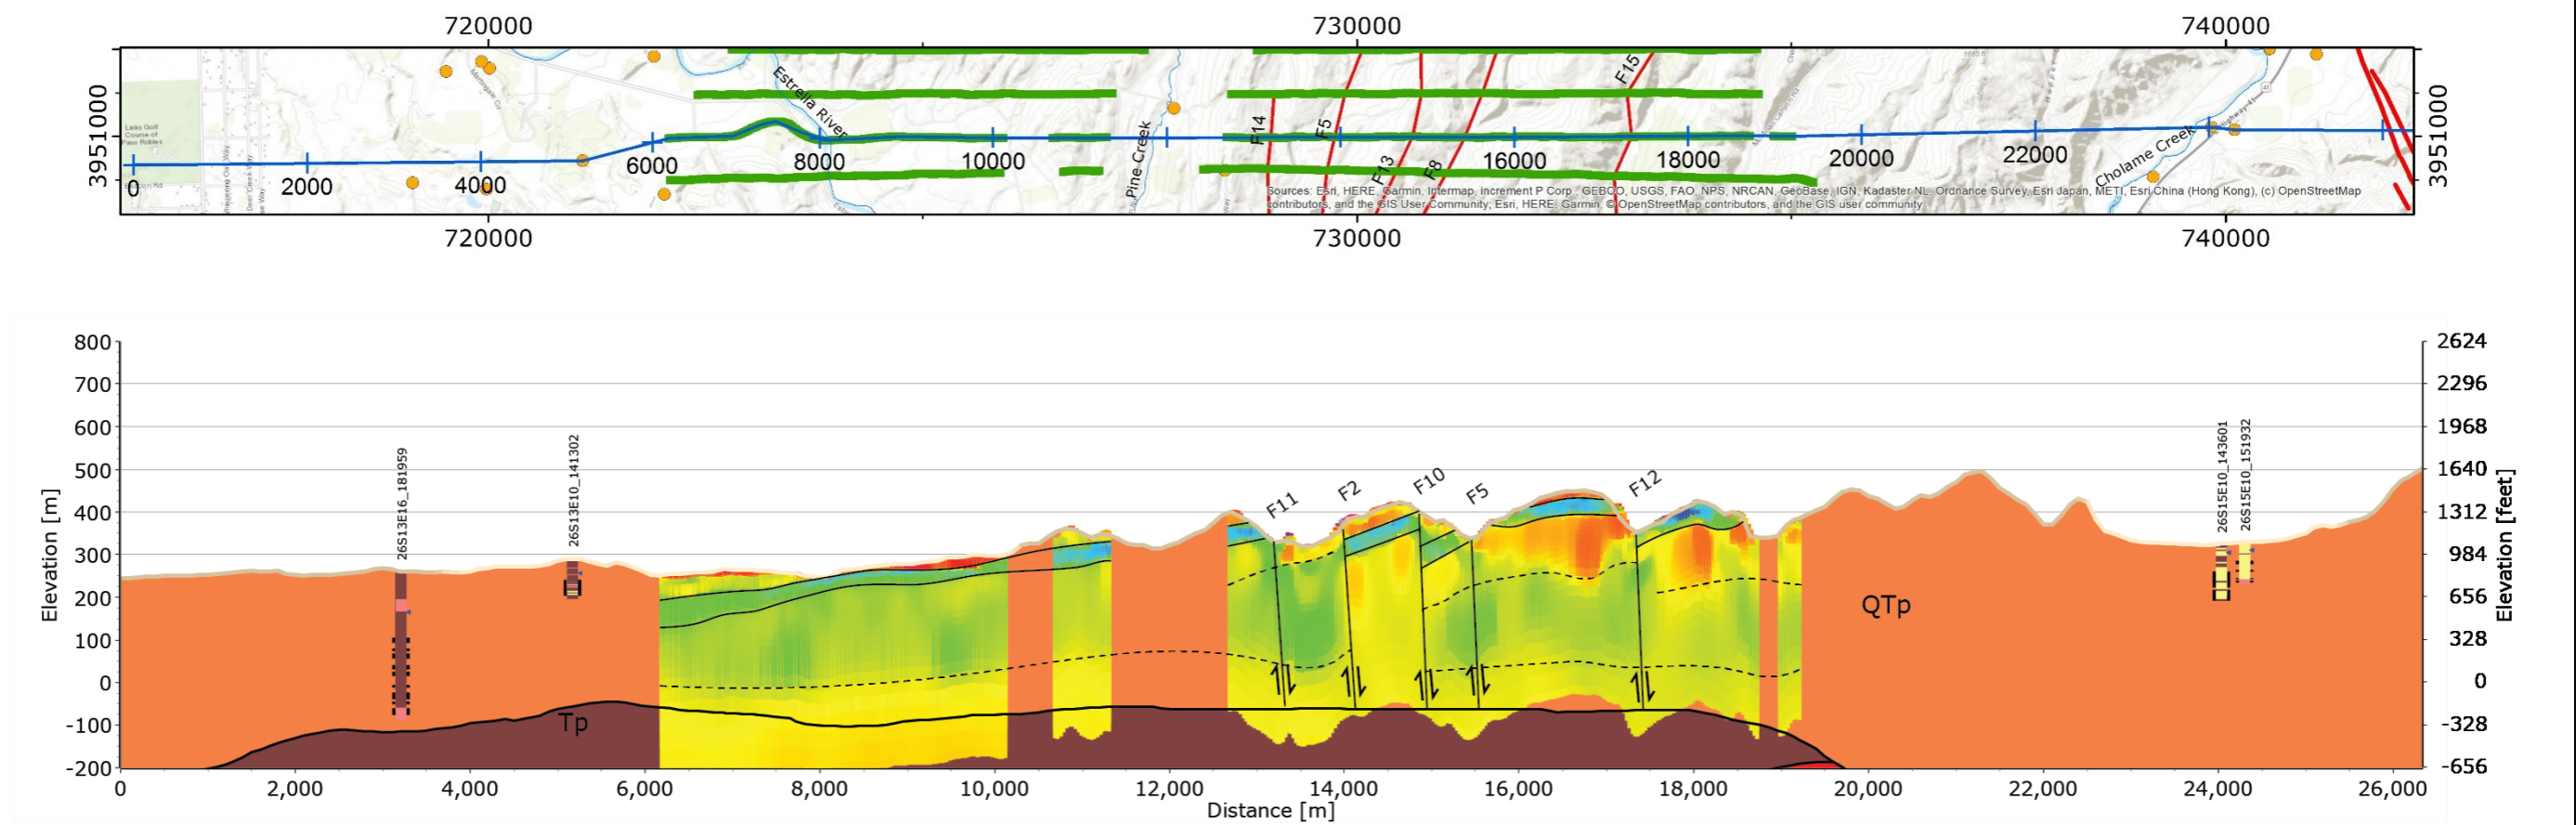 720000 730000 740000
3951000
Links Golf
Course of
Paso Robles
Estrella River
Pine Creek
F14
F5
F13
F8
F15
Cholame Creek
41
0 2000 4000 6000 8000 10000 16000 18000 20000 22000
3951000
Sources: Esri, HERE, Garmin, Intermap, increment P Corp., GEBCO, USGS, FAO, NPS, NRCAN, GeoBase, IGN, Kadaster NL, Ordnance Survey, Esri Japan, METI, Esri China (Hong Kong), (c) OpenStreetMap
contributors, and the GIS User Community; Esri, HERE, Garmin, © OpenStreetMap contributors, and the GIS user community
720000 730000 740000
800 2624
700 2296
600 1968
500 1640
400 1312
300 984
200 656
100 328
0 0
-100 -328
-200 -656
Elevation [m]
Elevation [feet]
26S13E16_181959
26S13E10_141302
F11
F2
F10
F5
F12
26S15E10_143601
26S15E10_151932
QTp
Tp
0 2,000 4,000 6,000 8,000 10,000 12,000 14,000 16,000 18,000 20,000 22,000 24,000 26,000
Distance [m]